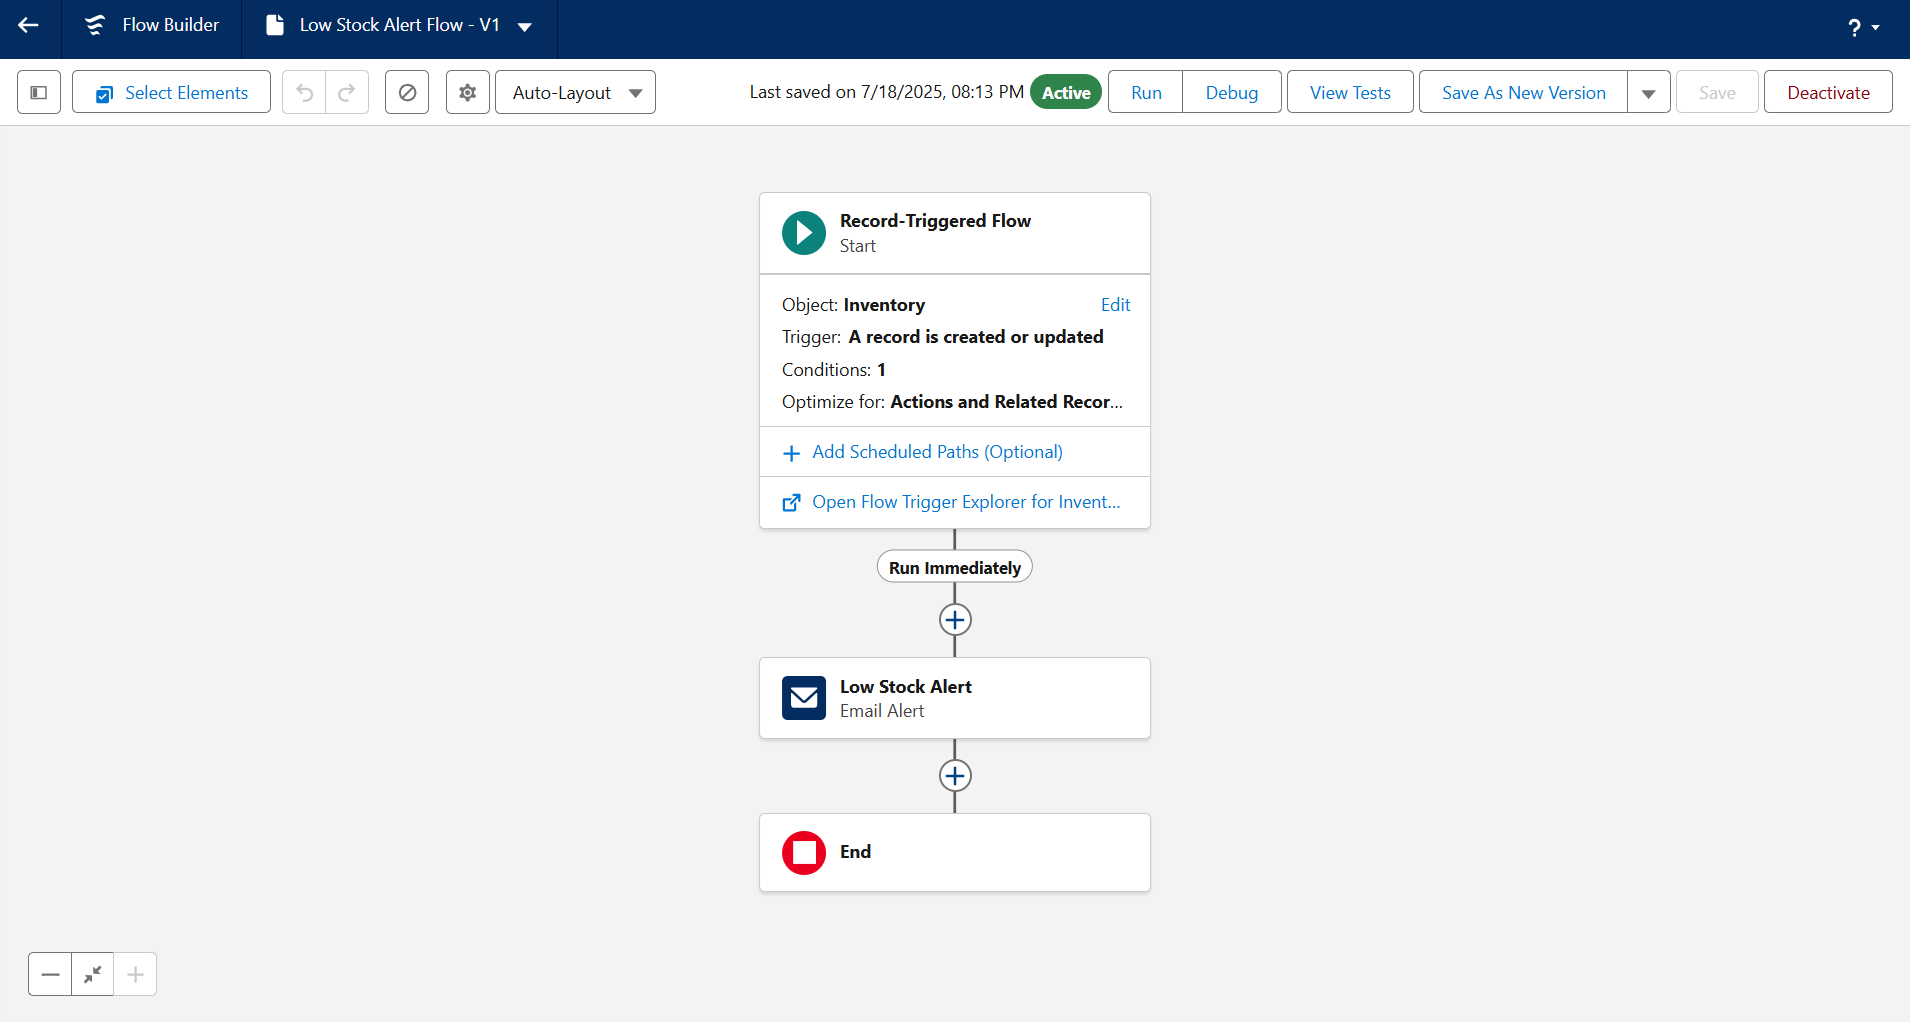 Flow Builder
Low Stock Alert Flow - V1
?
Select Elements
Auto-Layout
Last saved on 7/18/2025, 08:13 PM
Active
Run
Debug
View Tests
Save As New Version
Save
Deactivate
Record-Triggered Flow
Start
Object: Inventory
Edit
Trigger: A record is created or updated
Conditions: 1
Optimize for: Actions and Related Recor...
Add Scheduled Paths (Optional)
Open Flow Trigger Explorer for Invent...
Run Immediately
Low Stock Alert
Email Alert
End